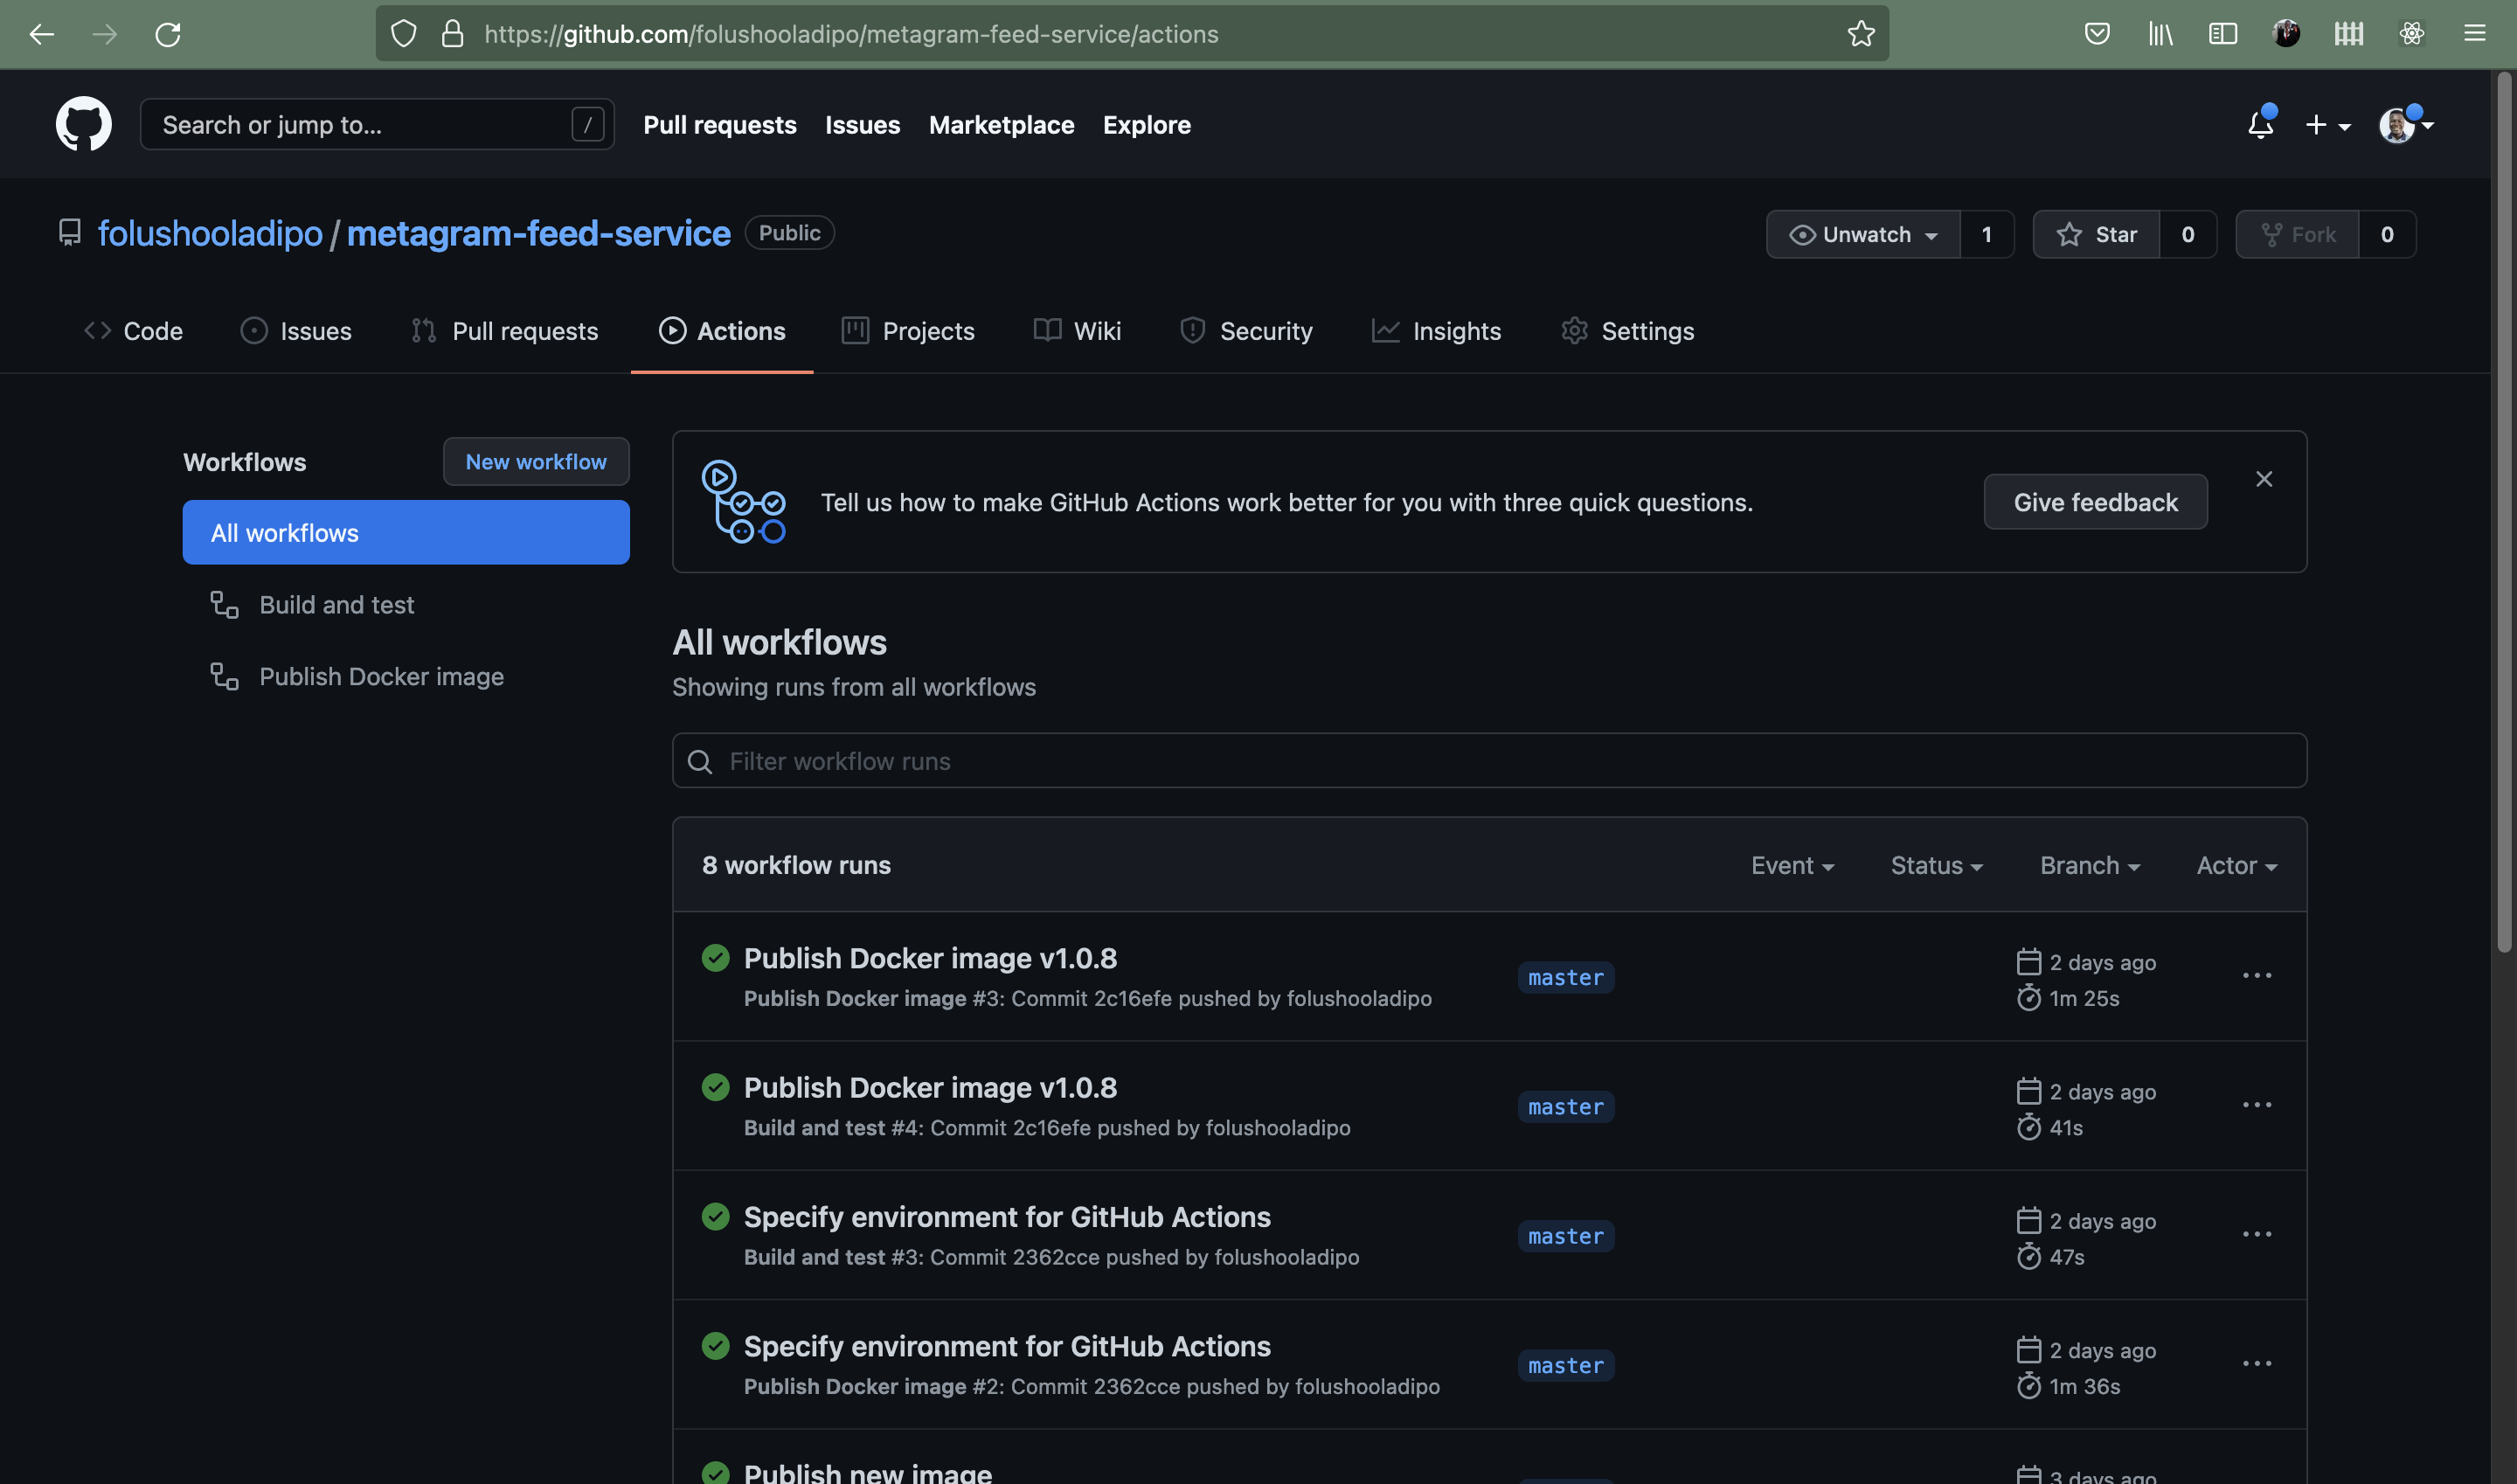 https://github.com/folushooladipo/metagram-feed-service/actions
Search or jump to... /
Pull requests Issues Marketplace Explore
folushooladipo / metagram-feed-service Public
Unwatch 1 Star 0 Fork 0
Code Issues Pull requests Actions Projects Wiki Security Insights Settings
Workflows New workflow
All workflows
Build and test
Publish Docker image
Tell us how to make GitHub Actions work better for you with three quick questions. Give feedback
All workflows
Showing runs from all workflows
Filter workflow runs
8 workflow runs Event Status Branch Actor
Publish Docker image v1.0.8
Publish Docker image #3: Commit 2c16efe pushed by folushooladipo
master
2 days ago
1m 25s
Publish Docker image v1.0.8
Build and test #4: Commit 2c16efe pushed by folushooladipo
master
2 days ago
41s
Specify environment for GitHub Actions
Build and test #3: Commit 2362cce pushed by folushooladipo
master
2 days ago
47s
Specify environment for GitHub Actions
Publish Docker image #2: Commit 2362cce pushed by folushooladipo
master
2 days ago
1m 36s
Publish new image
3 days ago